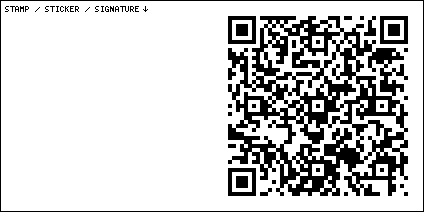 STAMP / STICKER / SIGNATURE ↓